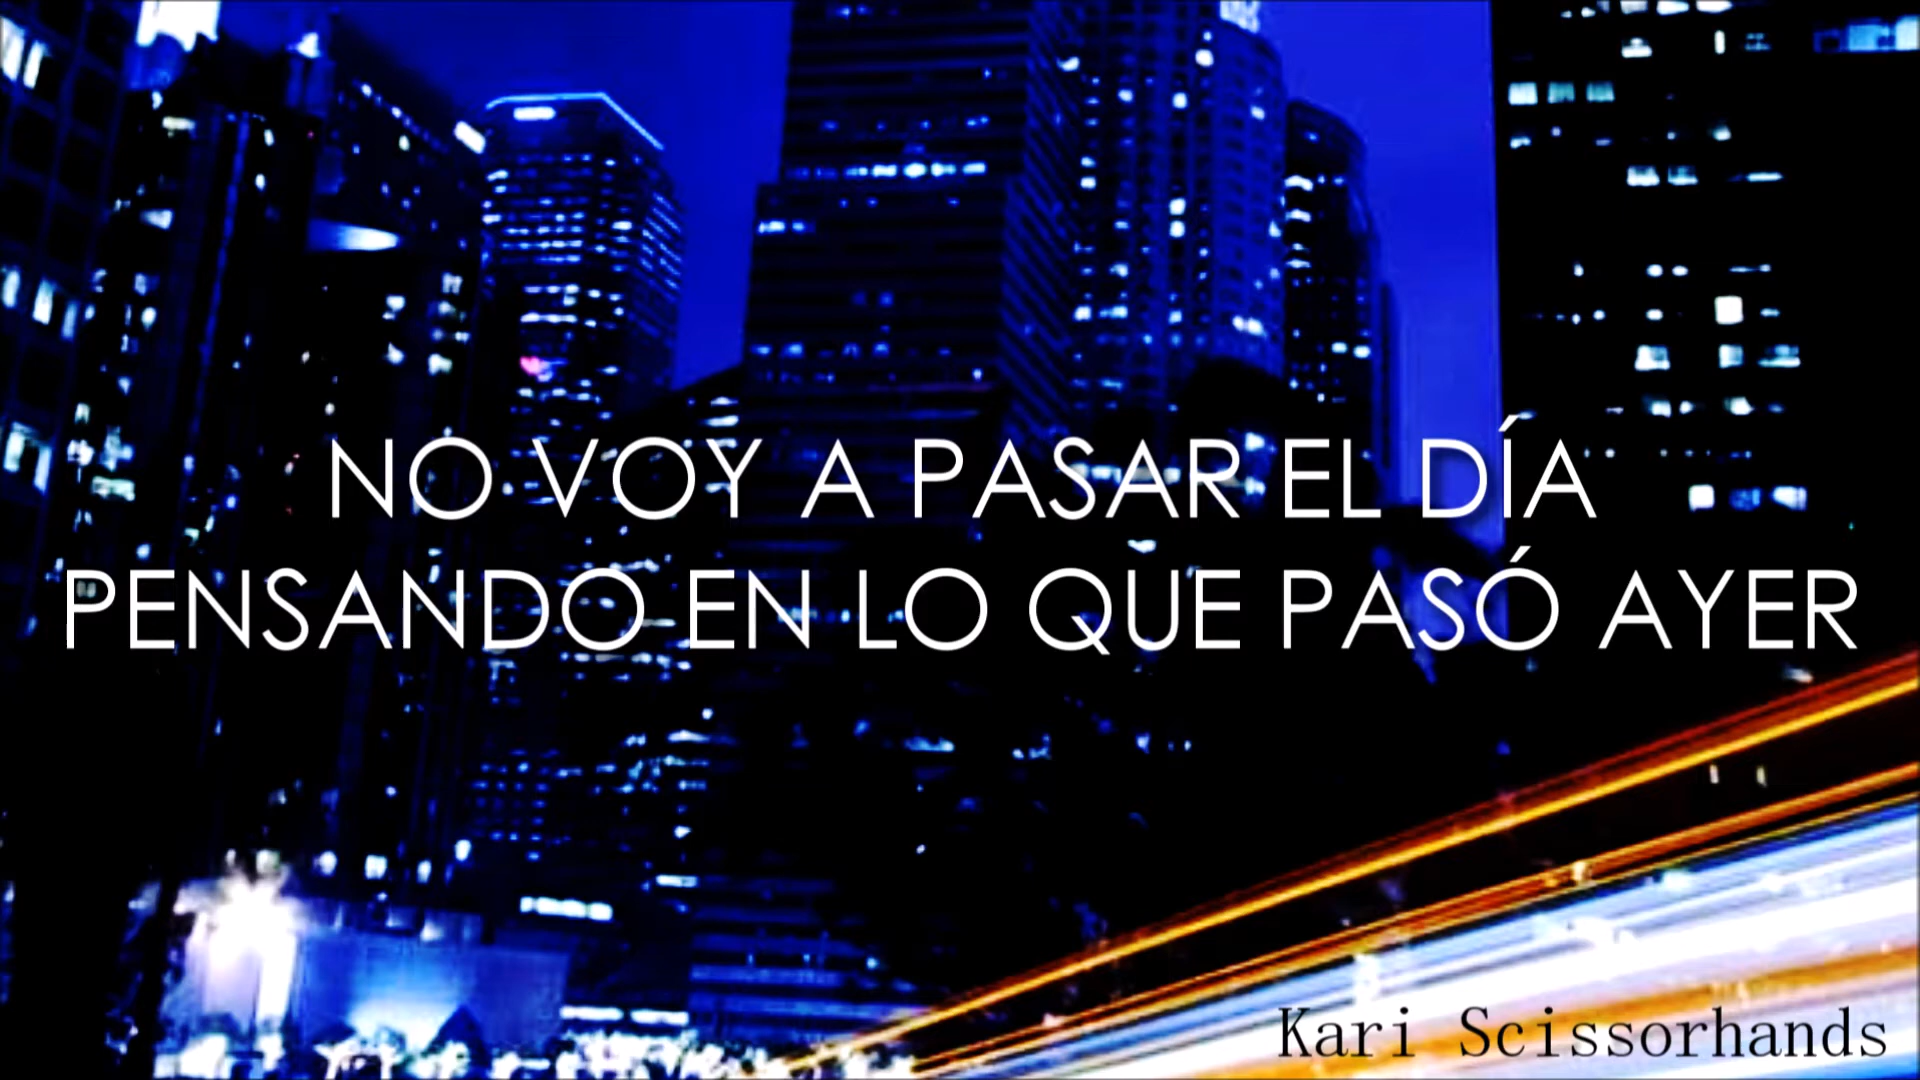 NO VOY A PASAR EL DÍA
PENSANDO EN LO QUE PASÓ AYER
Kari Scissorhands